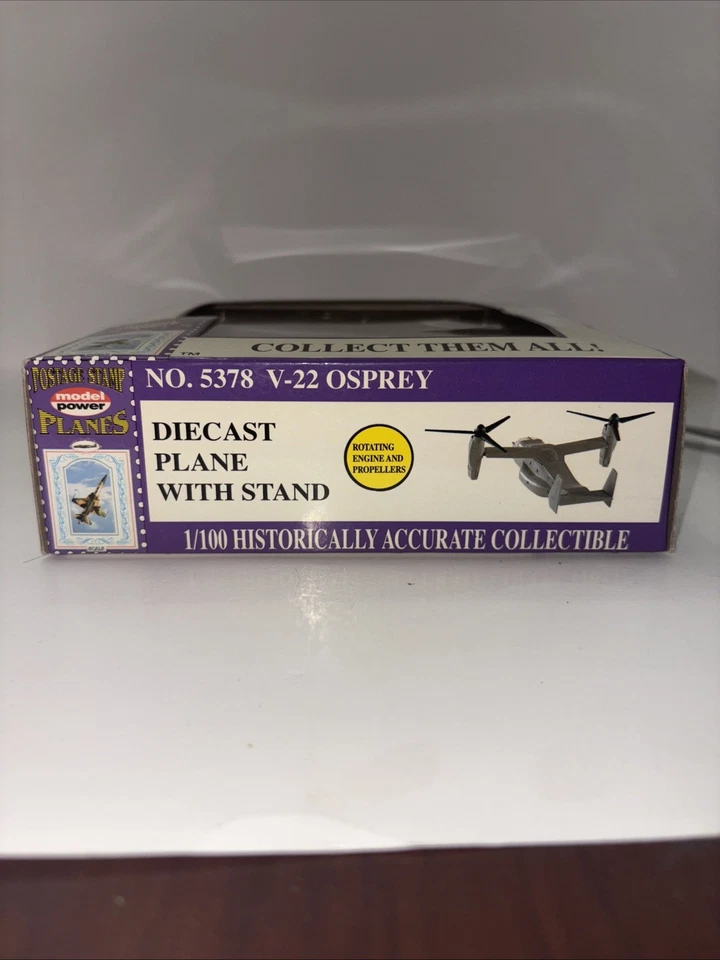 TM
COLLECT THEM ALL!
POSTAGE STAMP
model
power
PLANES
NO. 5378 V-22 OSPREY
DIECAST
PLANE
WITH STAND
ROTATING
ENGINE AND
PROPELLERS
1/100 HISTORICALLY ACCURATE COLLECTIBLE